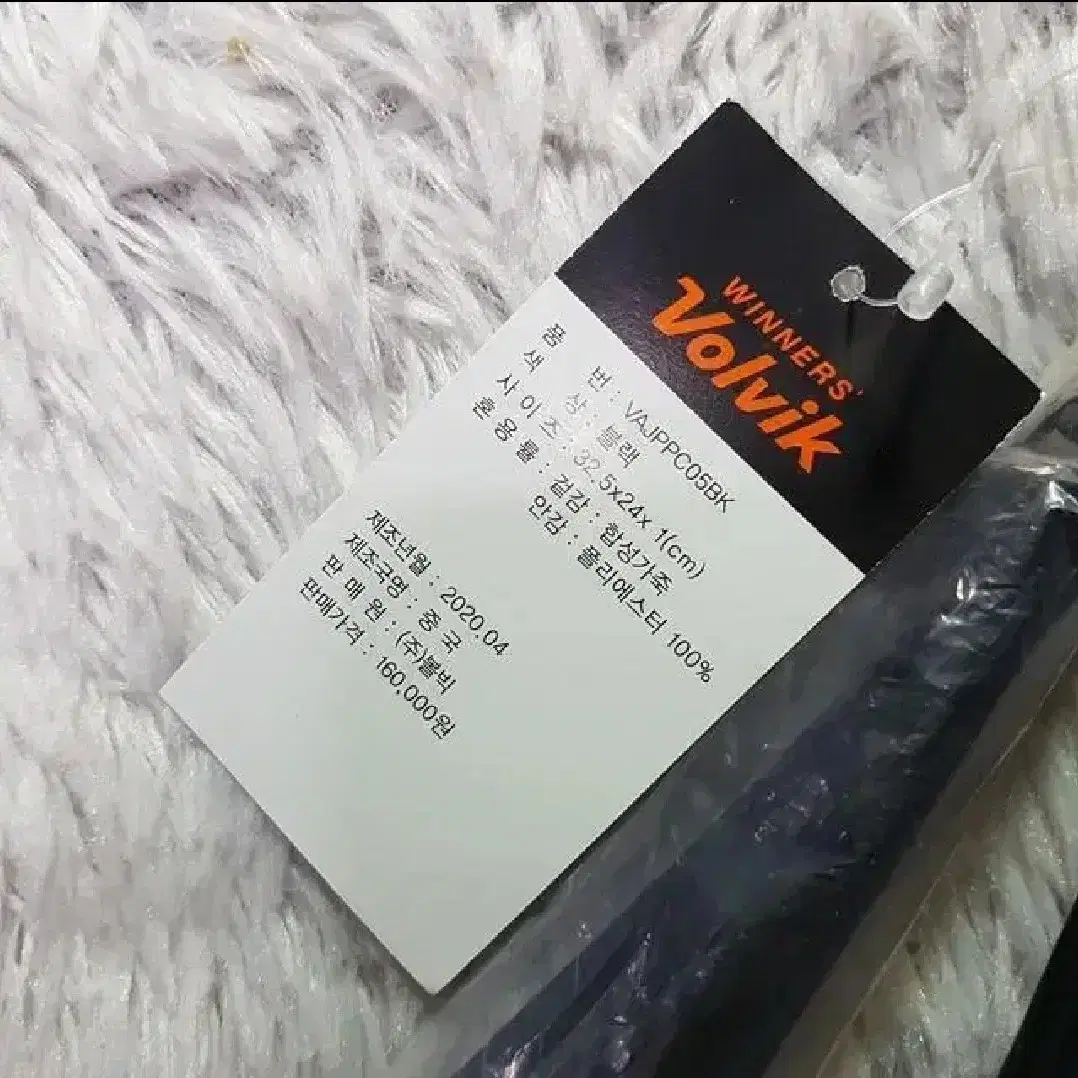 WINNERS'
Volvik
품 번 : VAJPPC05BK
색 상 : 블랙
사 이 즈 : 32.5x24x 1(cm)
혼 용 률 : 겉감 : 합성가죽
안감 : 폴리에스터 100%
제조년월 : 2020.04
제조국명 : 중국
판 매 원 : (주)볼빅
판매가격 : 160,000원